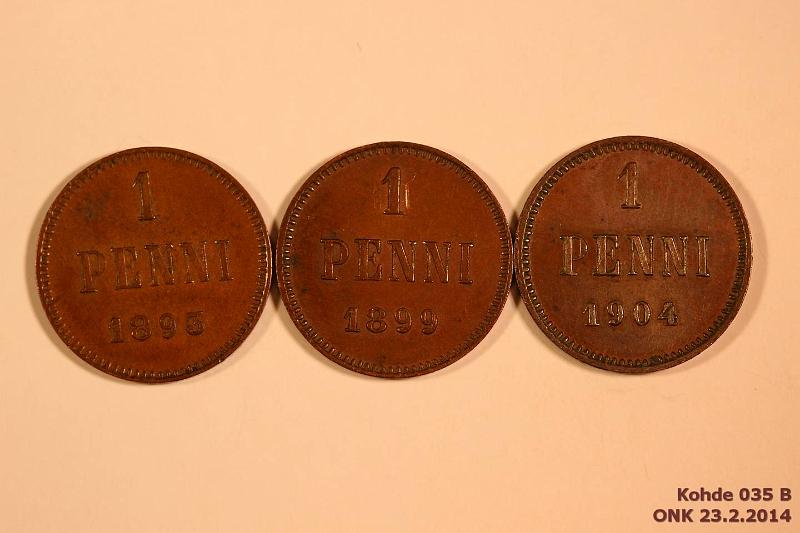 1
PENNI
1895
1
PENNI
1899
1
PENNI
1904
Kohde 035 B
ONK 23.2.2014